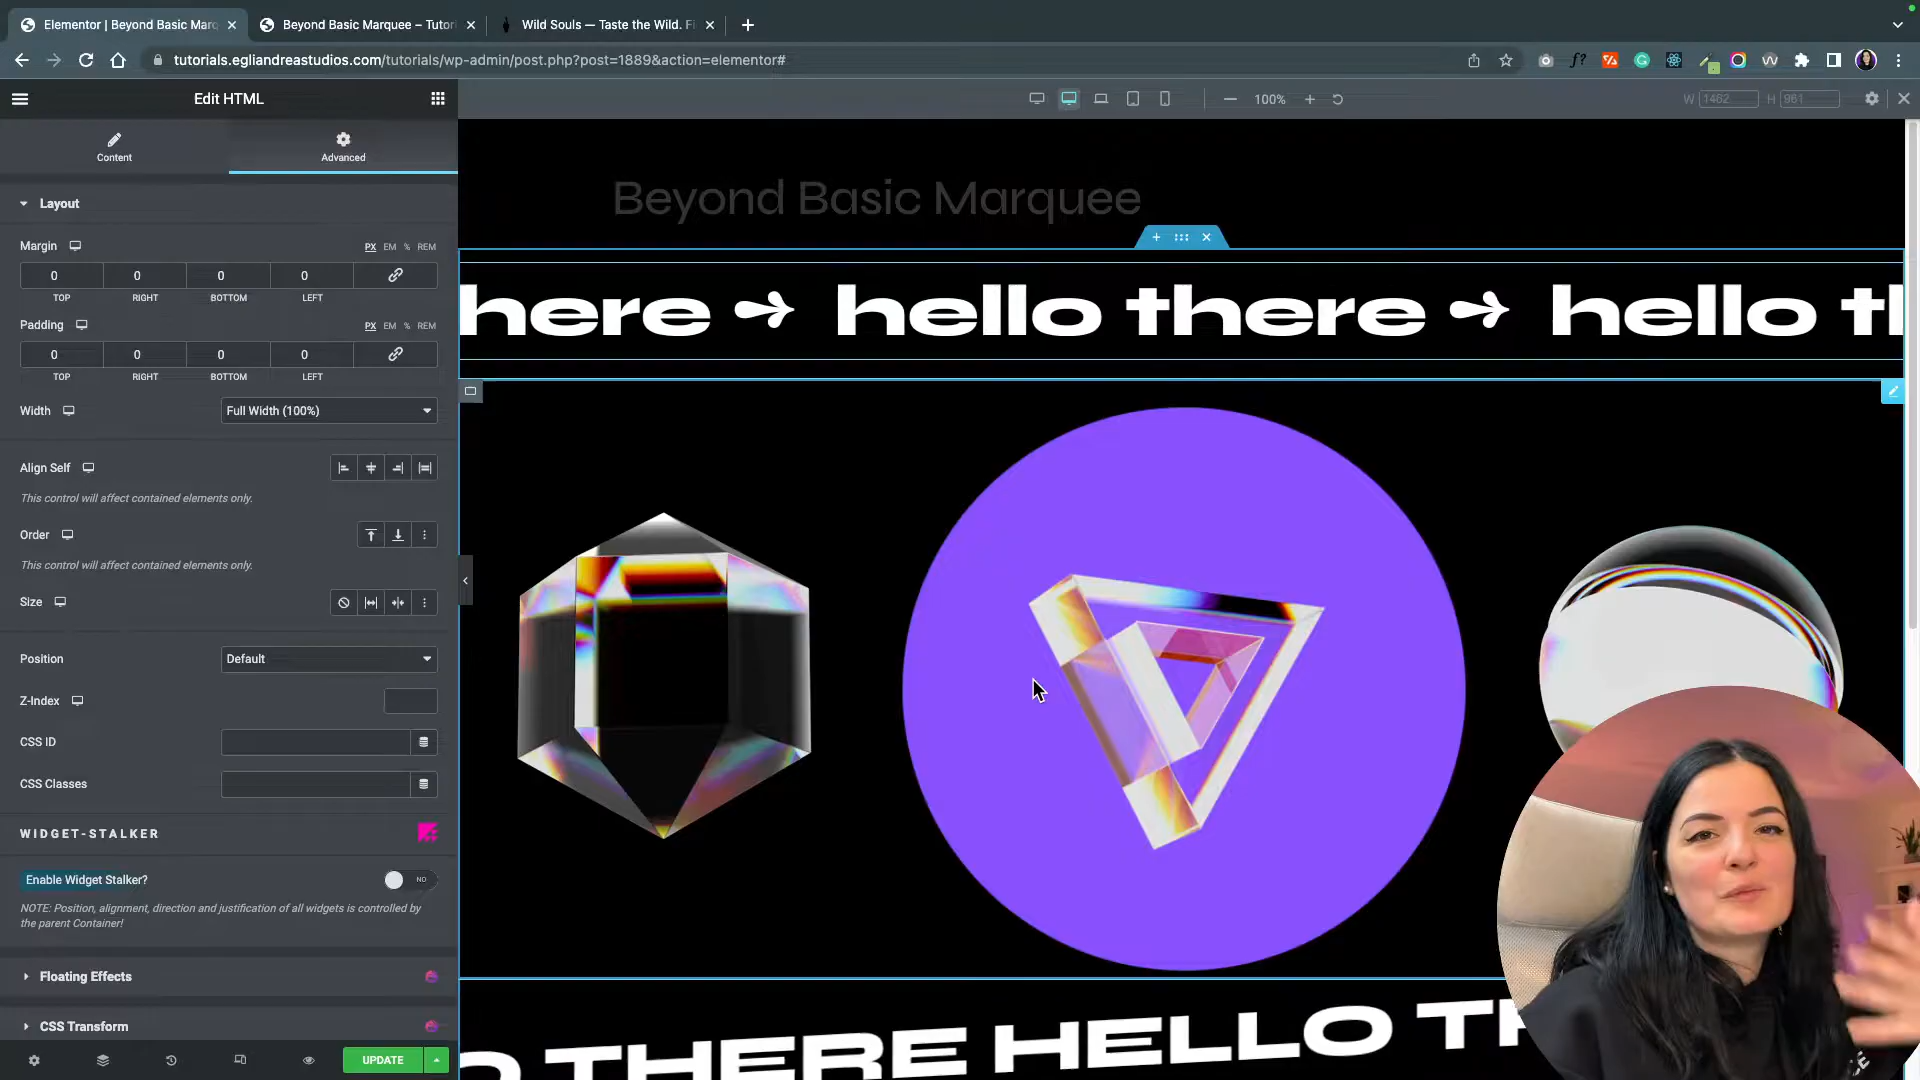 Elementor | Beyond Basic Marq
Beyond Basic Marquee – Tutor
Wild Souls — Taste the Wild. F
tutorials.egliandreastudios.com/tutorials/wp-admin/post.php?post=1889&action=elementor#
Edit HTML
100%
W 1462 H 961
Content
Advanced
Layout
Beyond Basic Marquee
Margin PX EM % REM
0 0 0 0
TOP RIGHT BOTTOM LEFT
here → hello there → hello tl
Padding PX EM % REM
0 0 0 0
TOP RIGHT BOTTOM LEFT
Width Full Width (100%)
Align Self
This control will affect contained elements only.
Order
This control will affect contained elements only.
Size
Position Default
Z-Index
CSS ID
CSS Classes
WIDGET-STALKER
Enable Widget Stalker? NO
NOTE: Position, alignment, direction and justification of all widgets is controlled by
the parent Container!
Floating Effects
CSS Transform
O THERE HELLO TH
UPDATE